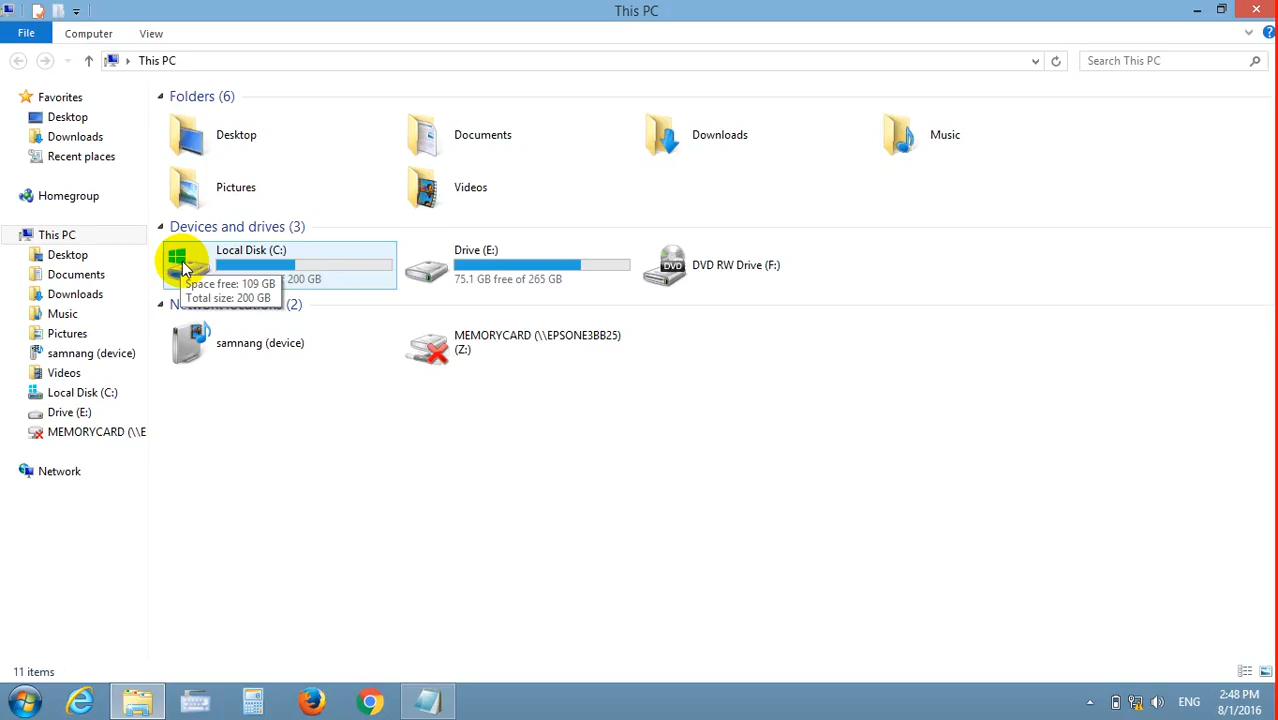 This PC
File
Computer
View
This PC
Search This PC
Favorites
Desktop
Downloads
Recent places
Homegroup
This PC
Desktop
Documents
Downloads
Music
Pictures
samnang (device)
Videos
Local Disk (C:)
Drive (E:)
MEMORYCARD (\\E
Network
Folders (6)
Desktop
Documents
Downloads
Music
Pictures
Videos
Devices and drives (3)
Local Disk (C:)
200 GB
Space free: 109 GB
Total size: 200 GB
Drive (E:)
75.1 GB free of 265 GB
DVD
DVD RW Drive (F:)
(2)
samnang (device)
MEMORYCARD (\\EPSONE3BB25)
(Z:)
11 items
ENG
2:48 PM
8/1/2016